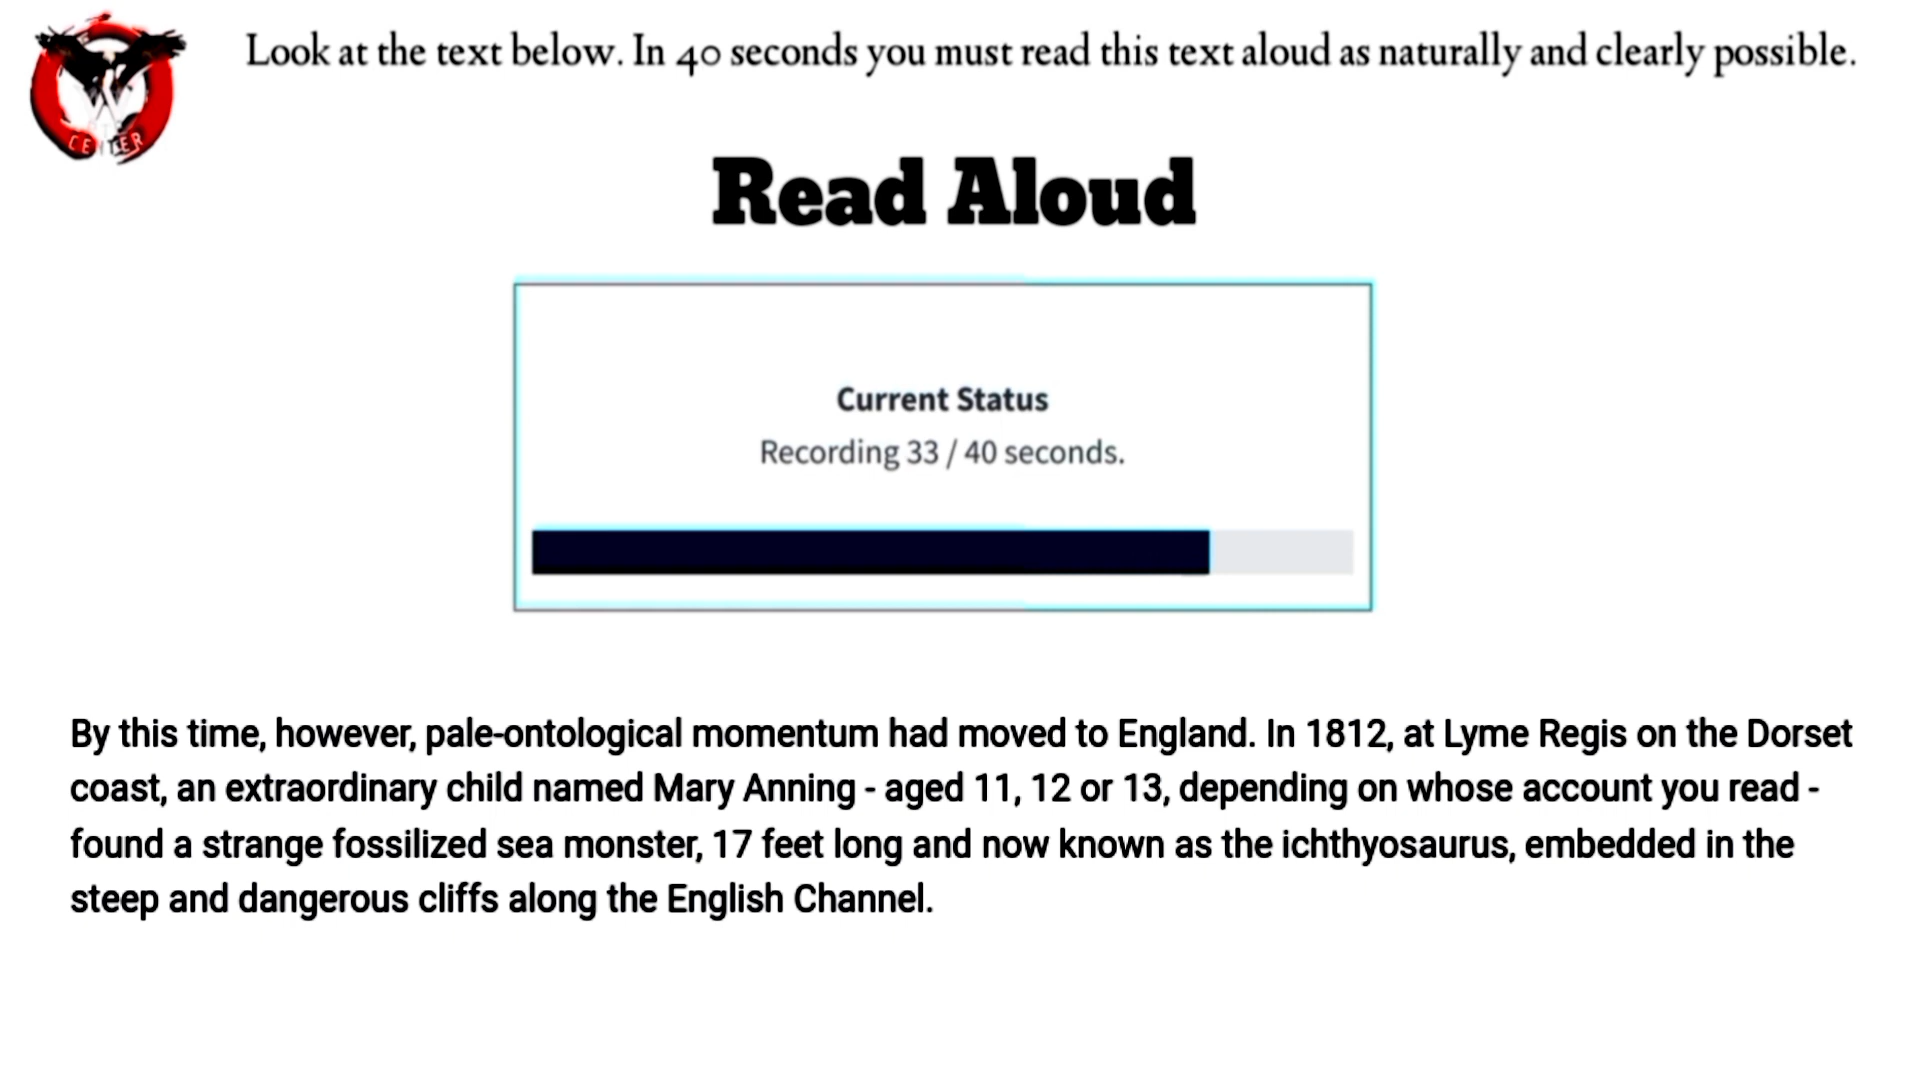 Look at the text below. In 40 seconds you must read this text aloud as naturally and clearly possible.
CENTER
Read Aloud
Current Status
Recording 33 / 40 seconds.
By this time, however, pale-ontological momentum had moved to England. In 1812, at Lyme Regis on the Dorset
coast, an extraordinary child named Mary Anning - aged 11, 12 or 13, depending on whose account you read -
found a strange fossilized sea monster, 17 feet long and now known as the ichthyosaurus, embedded in the
steep and dangerous cliffs along the English Channel.